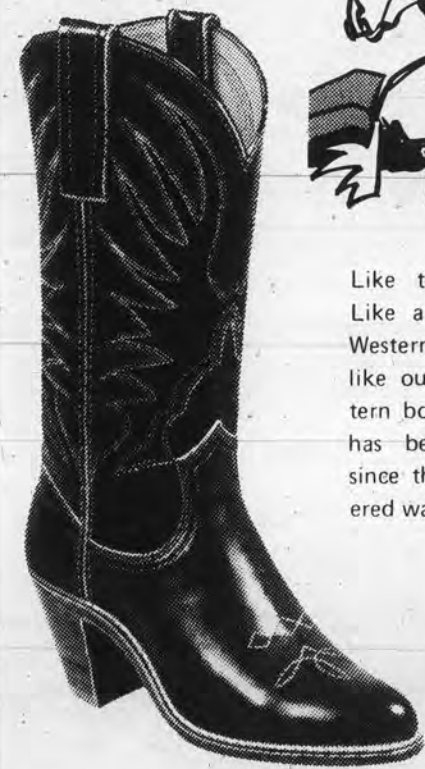 Like t
Like a
Western
like ou
tern bo
has be
since th
ered wa